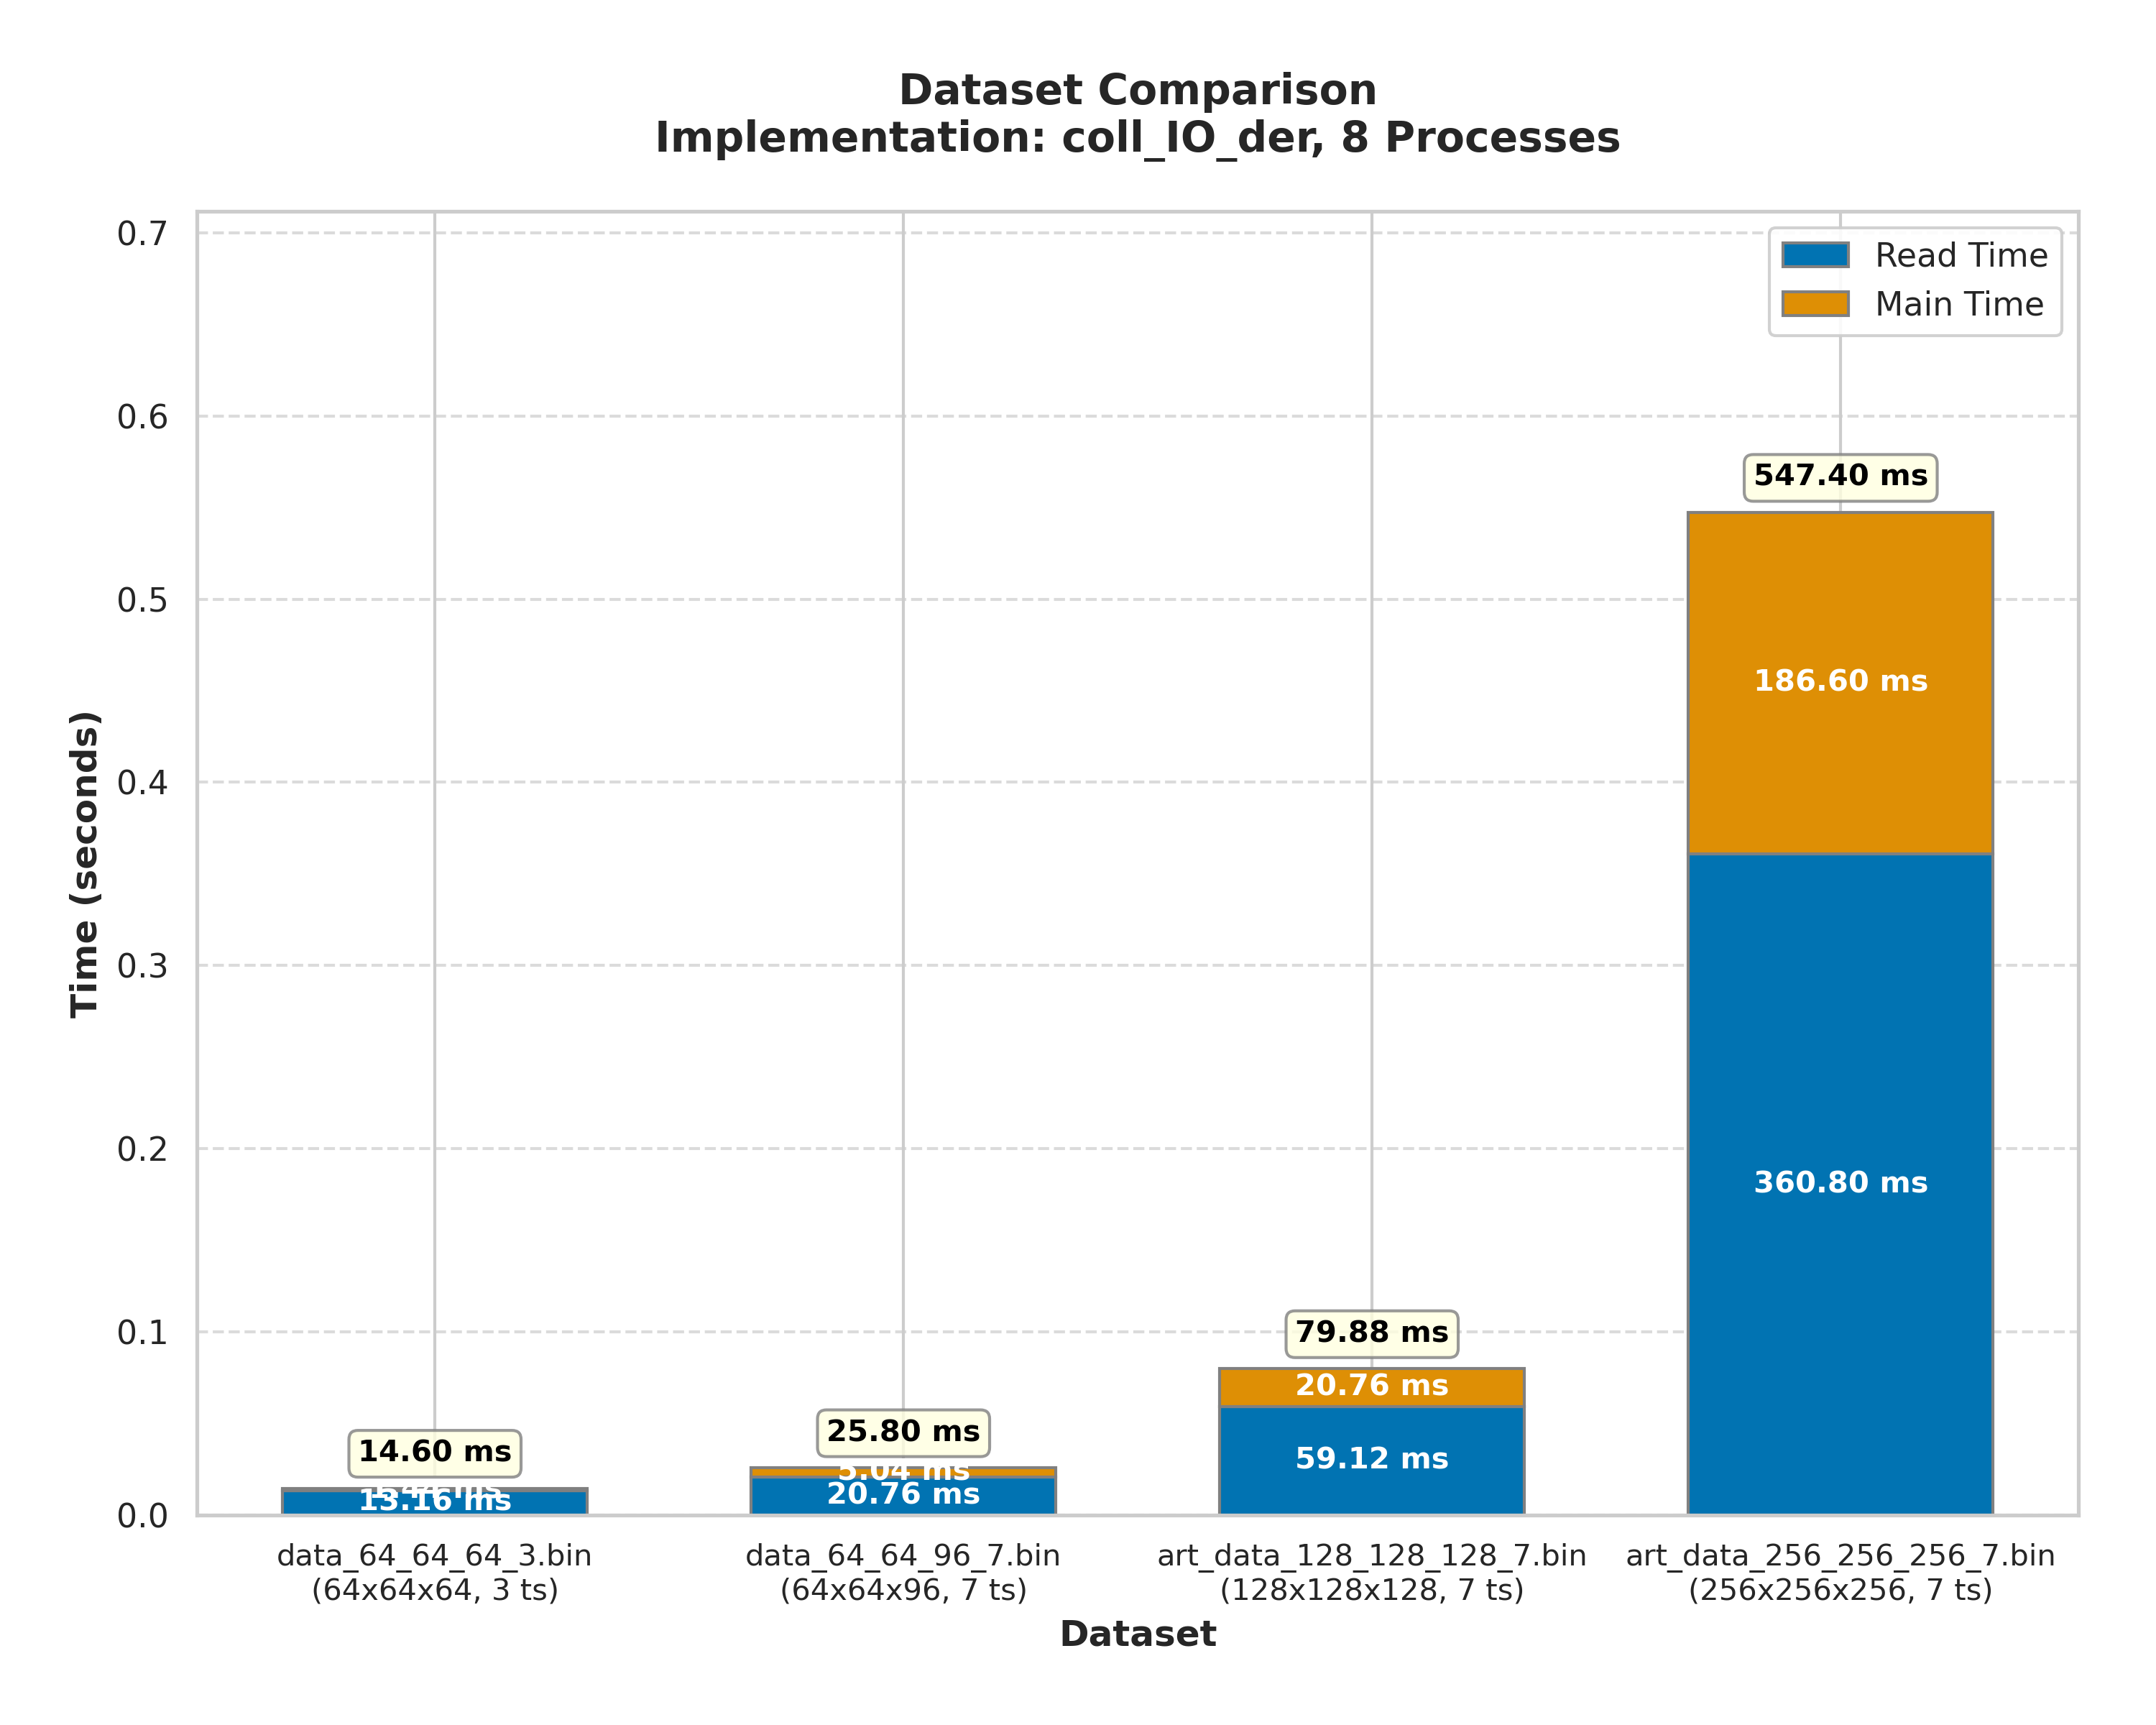 Dataset Comparison
Implementation: coll_IO_der, 8 Processes
Read Time
Main Time
Time (seconds)
0.7
0.6
0.5
0.4
0.3
0.2
0.1
0.0
14.60 ms
13.16 ms
25.80 ms
5.04 ms
20.76 ms
79.88 ms
20.76 ms
59.12 ms
547.40 ms
186.60 ms
360.80 ms
data_64_64_64_3.bin
(64x64x64, 3 ts)
data_64_64_96_7.bin
(64x64x96, 7 ts)
art_data_128_128_128_7.bin
(128x128x128, 7 ts)
art_data_256_256_256_7.bin
(256x256x256, 7 ts)
Dataset